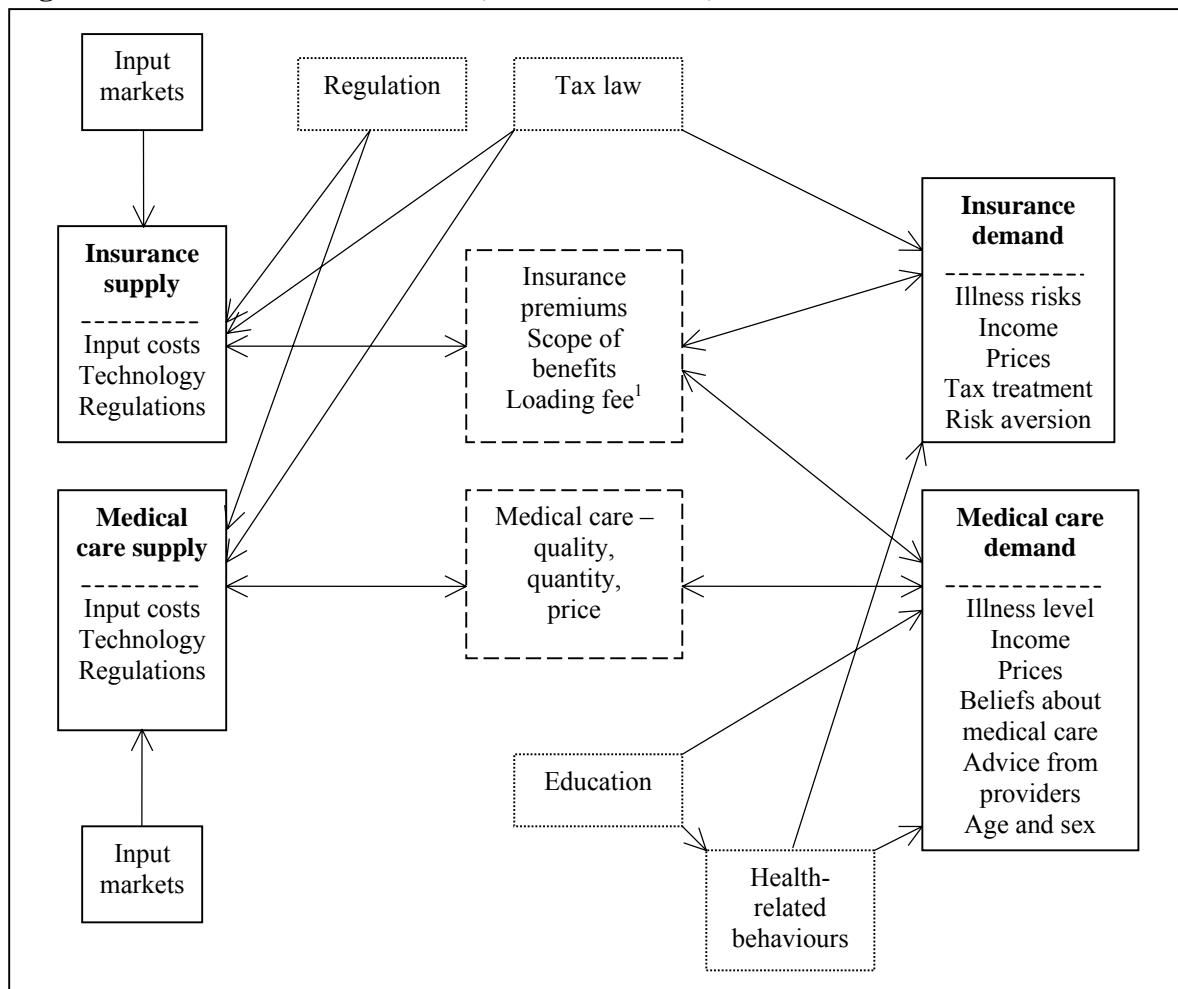 Input
markets
Regulation
Tax law
Insurance
supply
Input costs
Technology
Regulations
Insurance
premiums
Scope of
benefits
Loading fee¹
Insurance
demand
Illness risks
Income
Prices
Tax treatment
Risk aversion
Medical
care supply
Input costs
Technology
Regulations
Medical care –
quality,
quantity,
price
Medical care
demand
Illness level
Income
Prices
Beliefs about
medical care
Advice from
providers
Age and sex
Education
Input
markets
Health-
related
behaviours